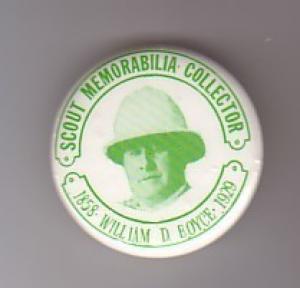 SCOUT MEMORABILIA · COLLECTOR
1858 · WILLIAM D. BOYCE · 1929